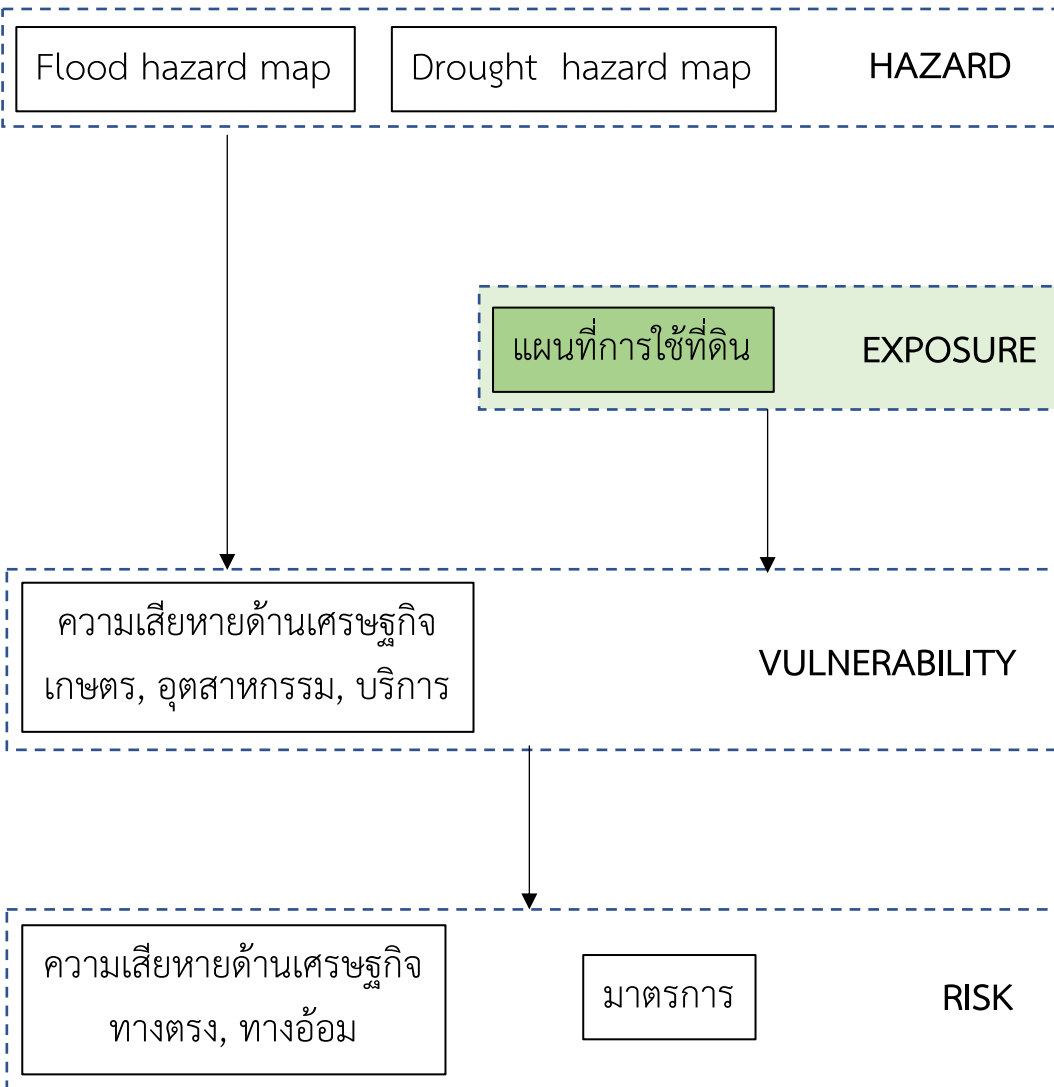 Flood hazard map
Drought hazard map
HAZARD
แผนที่การใช้ที่ดิน
EXPOSURE
ความเสียหายด้านเศรษฐกิจ
เกษตร, อุตสาหกรรม, บริการ
VULNERABILITY
ความเสียหายด้านเศรษฐกิจ
ทางตรง, ทางอ้อม
มาตรการ
RISK